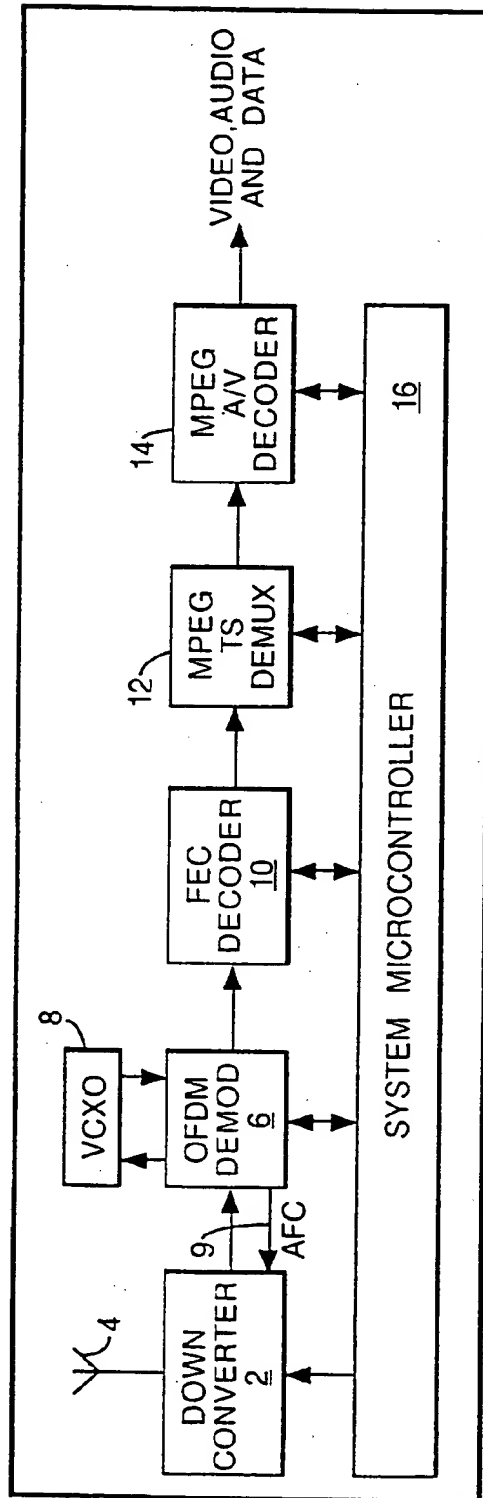 4
DOWN
CONVERTER
2
9
AFC
8
VCXO
OFDM
DEMOD
6
FEC
DECODER
10
12
MPEG
TS
DEMUX
14
MPEG
A/V
DECODER
VIDEO, AUDIO
AND DATA
SYSTEM MICROCONTROLLER
16